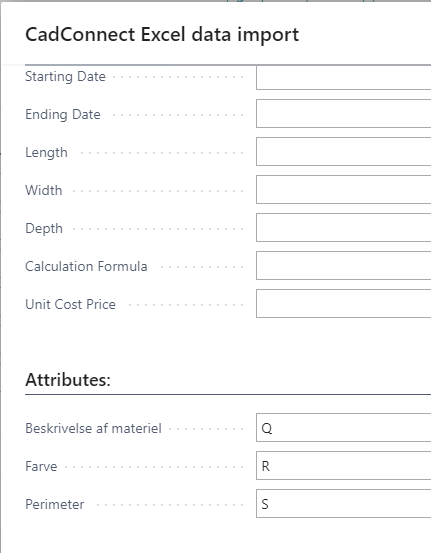 CadConnect Excel data import
Starting Date
Ending Date
Length
Width
Depth
Calculation Formula
Unit Cost Price
Attributes:
Beskrivelse af materiel Q
Farve R
Perimeter S